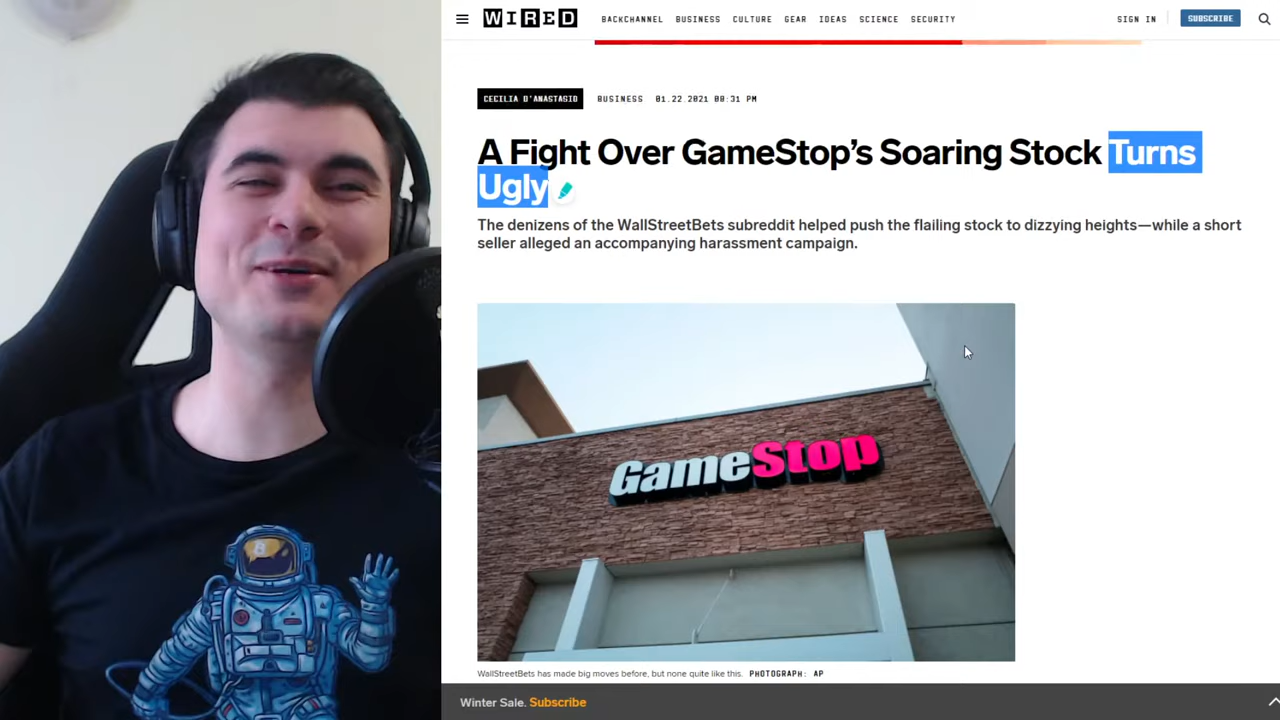 WIRED
BACKCHANNEL BUSINESS CULTURE GEAR IDEAS SCIENCE SECURITY
SIGN IN
SUBSCRIBE
CECILIA D'ANASTASIO BUSINESS 01.22.2021 08:31 PM
A Fight Over GameStop's Soaring Stock Turns
Ugly
The denizens of the WallStreetBets subreddit helped push the flailing stock to dizzying heights—while a short
seller alleged an accompanying harassment campaign.
GameStop
WallStreetBets has made big moves before, but none quite like this. PHOTOGRAPH: AP
Winter Sale. Subscribe